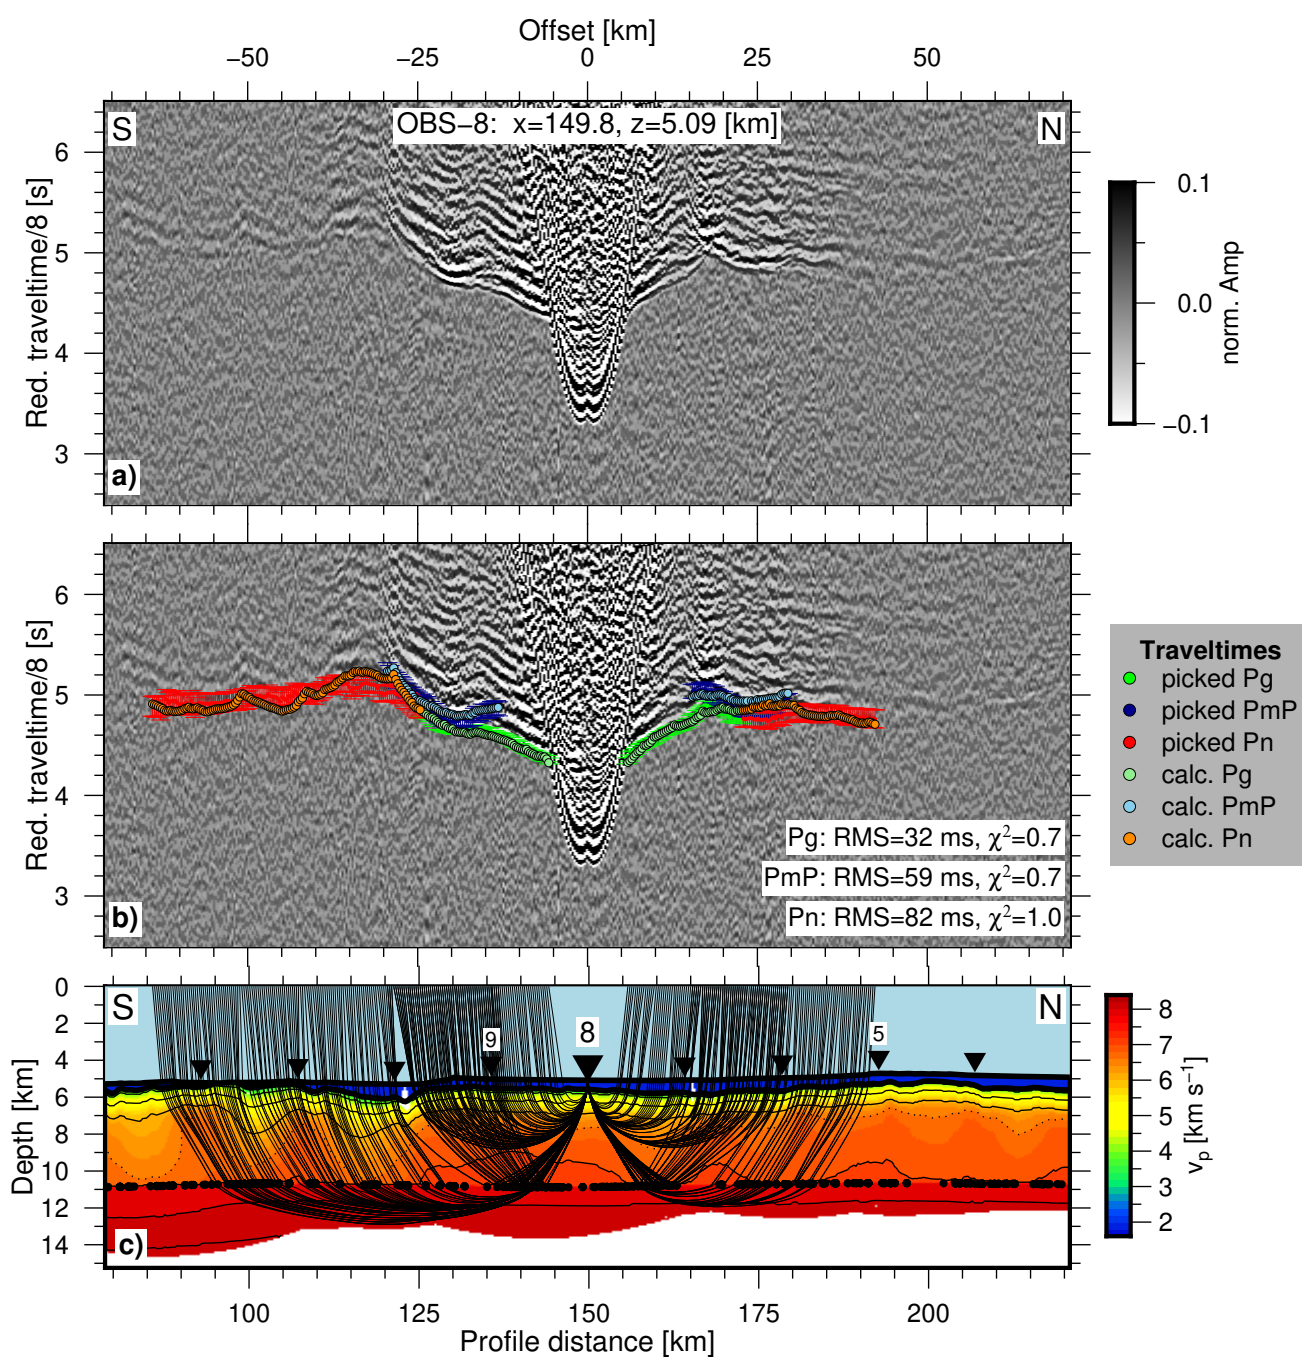 Offset [km]
−50 −25 0 25 50
S OBS−8: x=149.8, z=5.09 [km] N
Red. traveltime/8 [s]
6
5
4
3
a)
0.1
0.0
−0.1
norm. Amp
Red. traveltime/8 [s]
6
5
4
3
b)
Pg: RMS=32 ms, χ²=0.7
PmP: RMS=59 ms, χ²=0.7
Pn: RMS=82 ms, χ²=1.0
Traveltimes
picked Pg
picked PmP
picked Pn
calc. Pg
calc. PmP
calc. Pn
S N
9 8 5
Depth [km]
0
2
4
6
8
10
12
14
c)
8
7
6
5
4
3
2
vp [km s⁻¹]
100 125 150 175 200
Profile distance [km]